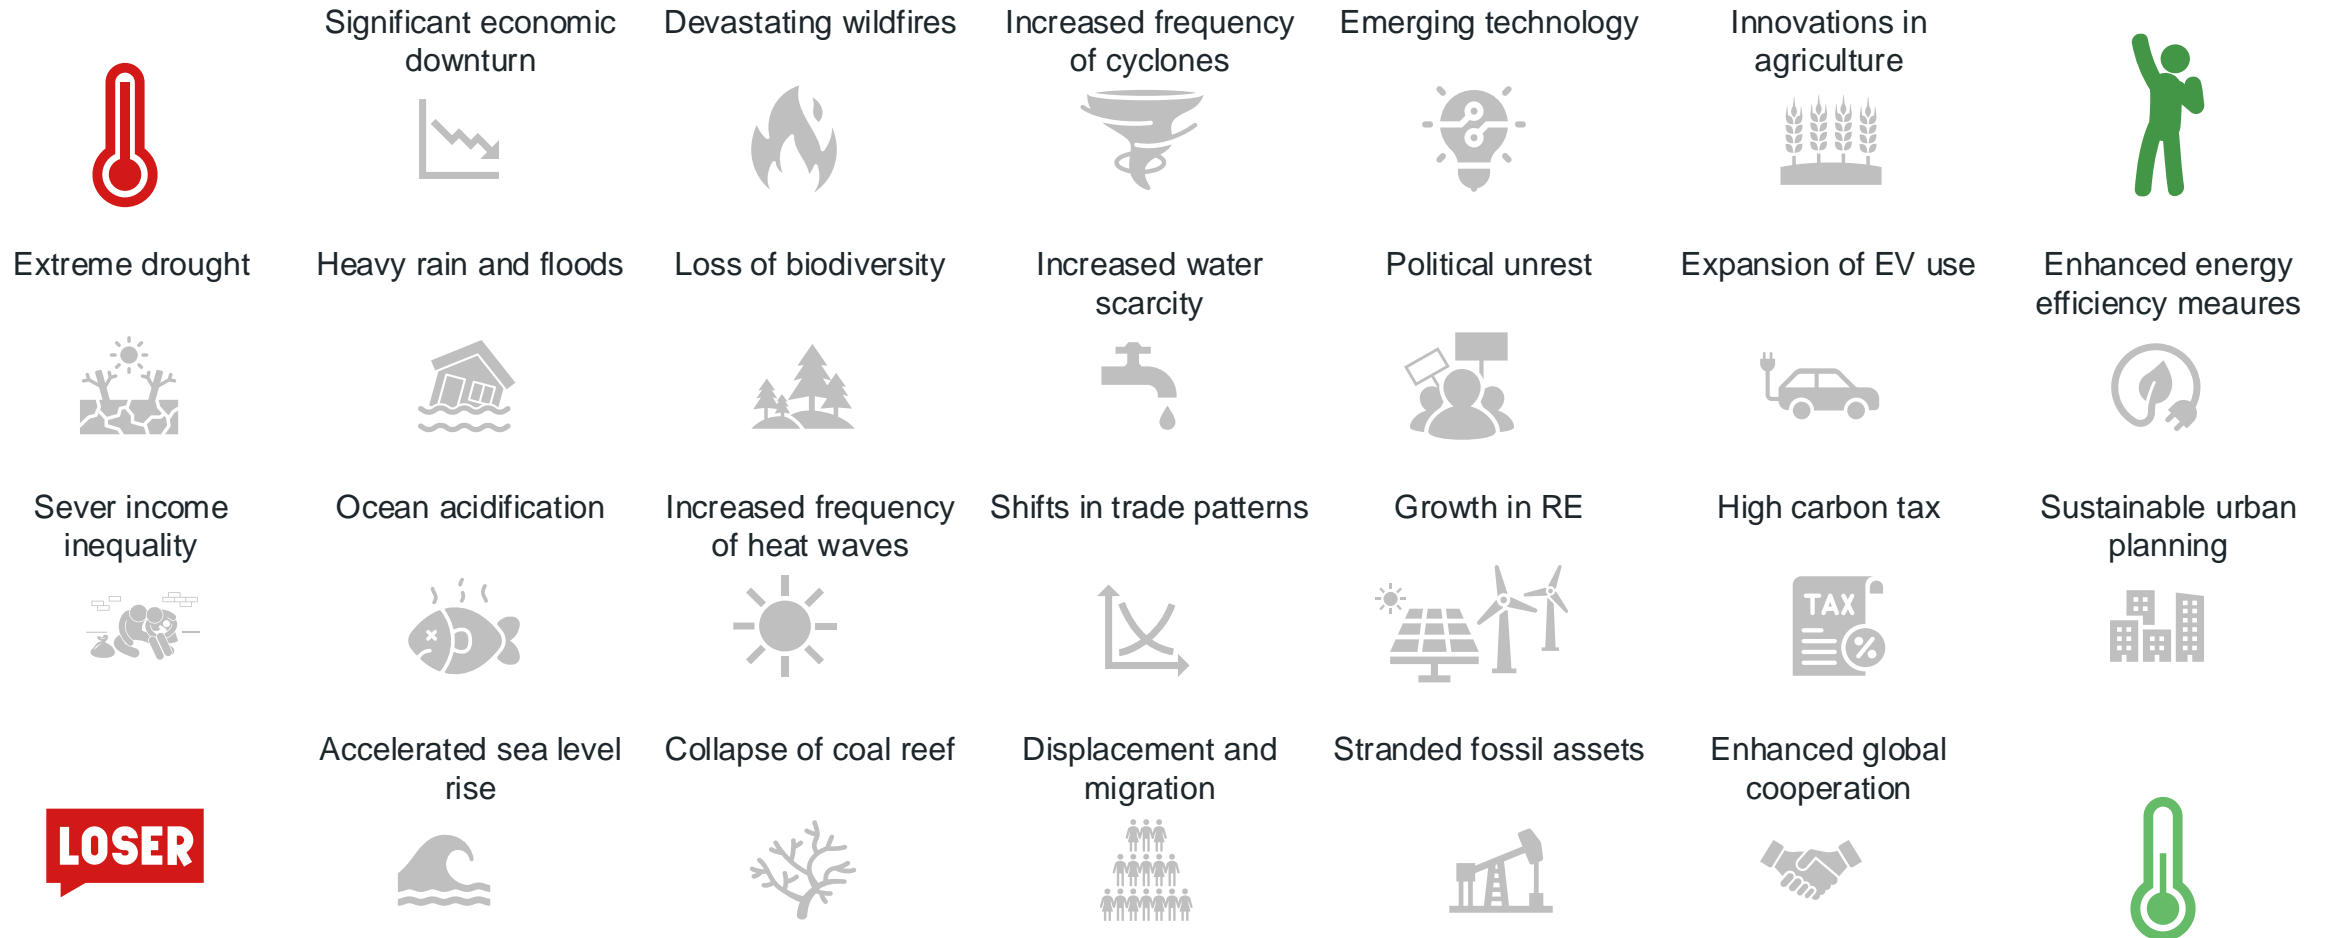 Significant economic
downturn
Devastating wildfires
Increased frequency
of cyclones
Emerging technology
Innovations in
agriculture
Extreme drought
Heavy rain and floods
Loss of biodiversity
Increased water
scarcity
Political unrest
Expansion of EV use
Enhanced energy
efficiency meaures
Sever income
inequality
Ocean acidification
Increased frequency
of heat waves
Shifts in trade patterns
Growth in RE
High carbon tax
TAX
%
Sustainable urban
planning
LOSER
Accelerated sea level
rise
Collapse of coal reef
Displacement and
migration
Stranded fossil assets
Enhanced global
cooperation